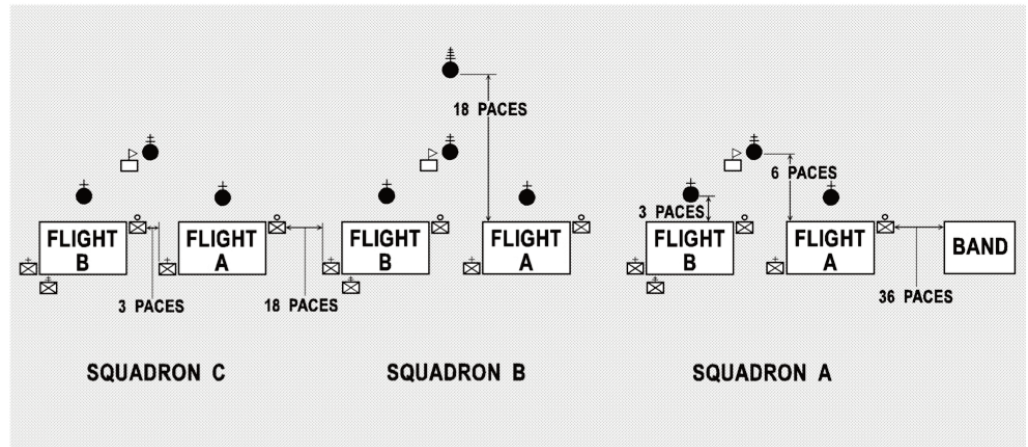 18 PACES
6 PACES
3 PACES
FLIGHT
B
FLIGHT
A
FLIGHT
B
FLIGHT
A
FLIGHT
B
FLIGHT
A
BAND
3 PACES
18 PACES
36 PACES
SQUADRON C
SQUADRON B
SQUADRON A